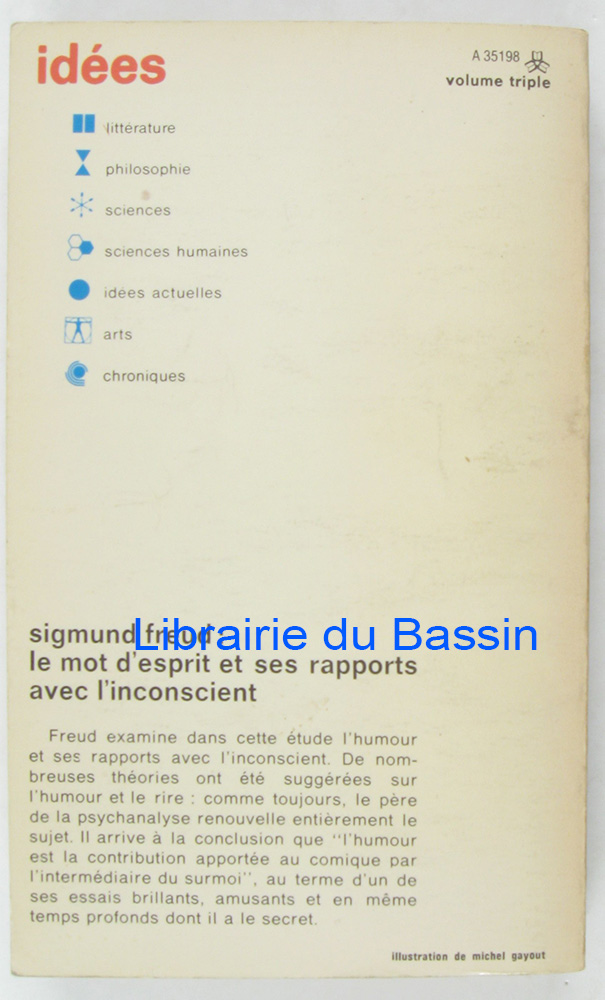 idées
A 35198
volume triple
littérature
philosophie
sciences
sciences humaines
idées actuelles
arts
chroniques
sigmund freud
Librairie du Bassin
le mot d'esprit et ses rapports
avec l'inconscient
Freud examine dans cette étude l'humour
et ses rapports avec l'inconscient. De nom-
breuses théories ont été suggérées sur
l'humour et le rire : comme toujours, le père
de la psychanalyse renouvelle entièrement le
sujet. Il arrive à la conclusion que "l'humour
est la contribution apportée au comique par
l'intermédiaire du surmoi", au terme d'un de
ses essais brillants, amusants et en même
temps profonds dont il a le secret.
illustration de michel gayout